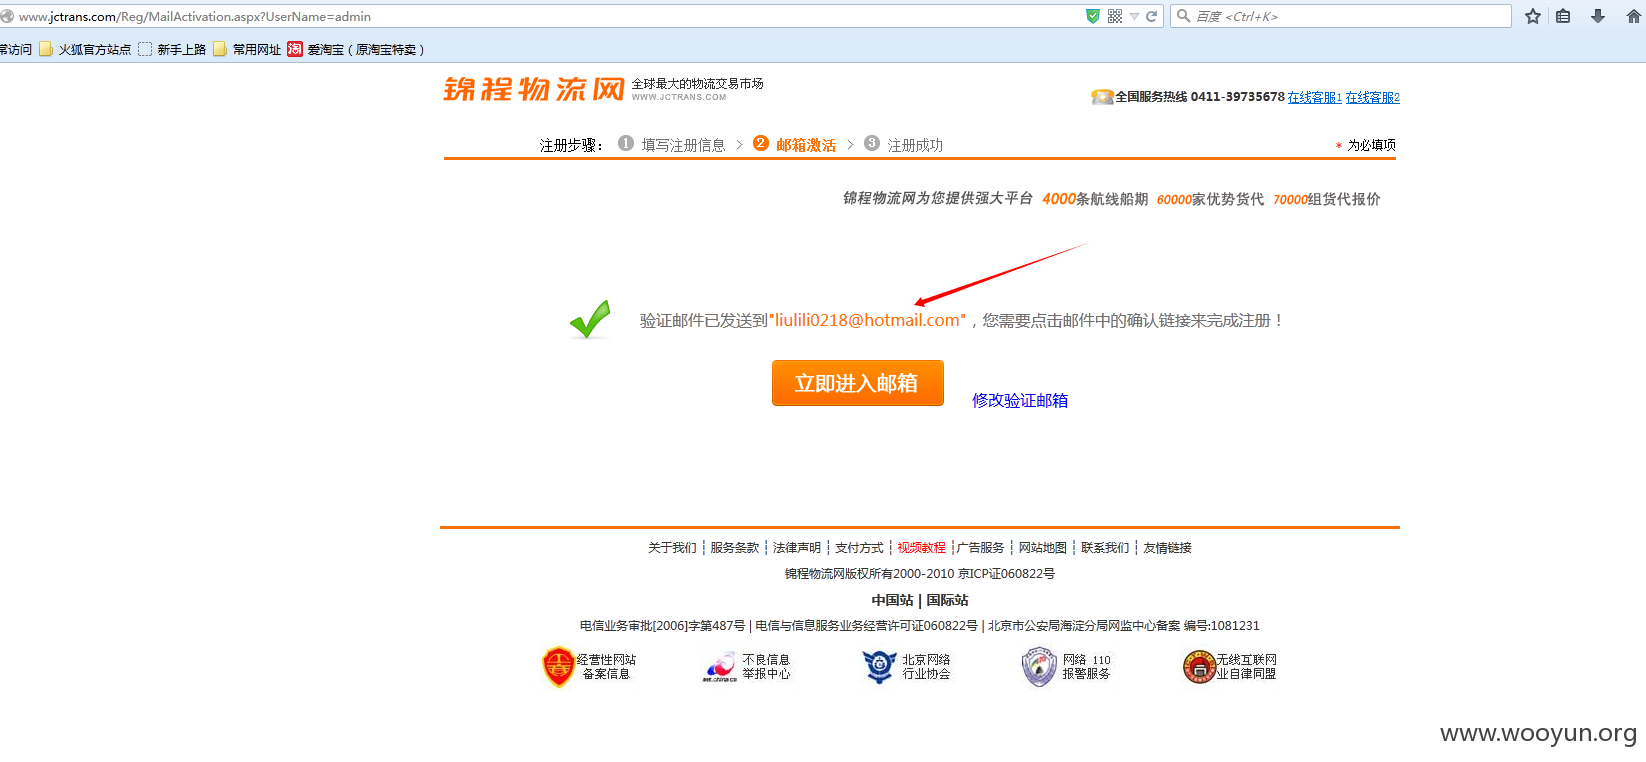 www.jctrans.com/Reg/MailActivation.aspx?UserName=admin
百度 <Ctrl+K>
常访问 火狐官方站点 新手上路 常用网址 淘 爱淘宝（原淘宝特卖）
锦程物流网 全球最大的物流交易市场
WWW.JCTRANS.COM
全国服务热线 0411-39735678 在线客服1 在线客服2
注册步骤： 1 填写注册信息 > 2 邮箱激活 > 3 注册成功
* 为必填项
锦程物流网为您提供强大平台 4000条航线船期 60000家优势货代 70000组货代报价
验证邮件已发送到"liulili0218@hotmail.com"，您需要点击邮件中的确认链接来完成注册！
立即进入邮箱
修改验证邮箱
关于我们 ┆ 服务条款 ┆ 法律声明 ┆ 支付方式 ┆ 视频教程 ┆ 广告服务 ┆ 网站地图 ┆ 联系我们 ┆ 友情链接
锦程物流网版权所有2000-2010 京ICP证060822号
中国站 | 国际站
电信业务审批[2006]字第487号 | 电信与信息服务业务经营许可证060822号 | 北京市公安局海淀分局网监中心备案 编号:1081231
经营性网站
备案信息
不良信息
举报中心
北京网络
行业协会
网络 110
报警服务
无线互联网
业自律同盟
www.wooyun.org